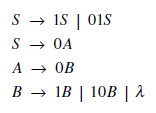 S → 1S | 01S
S → 0A
A → 0B
B → 1B | 10B | λ